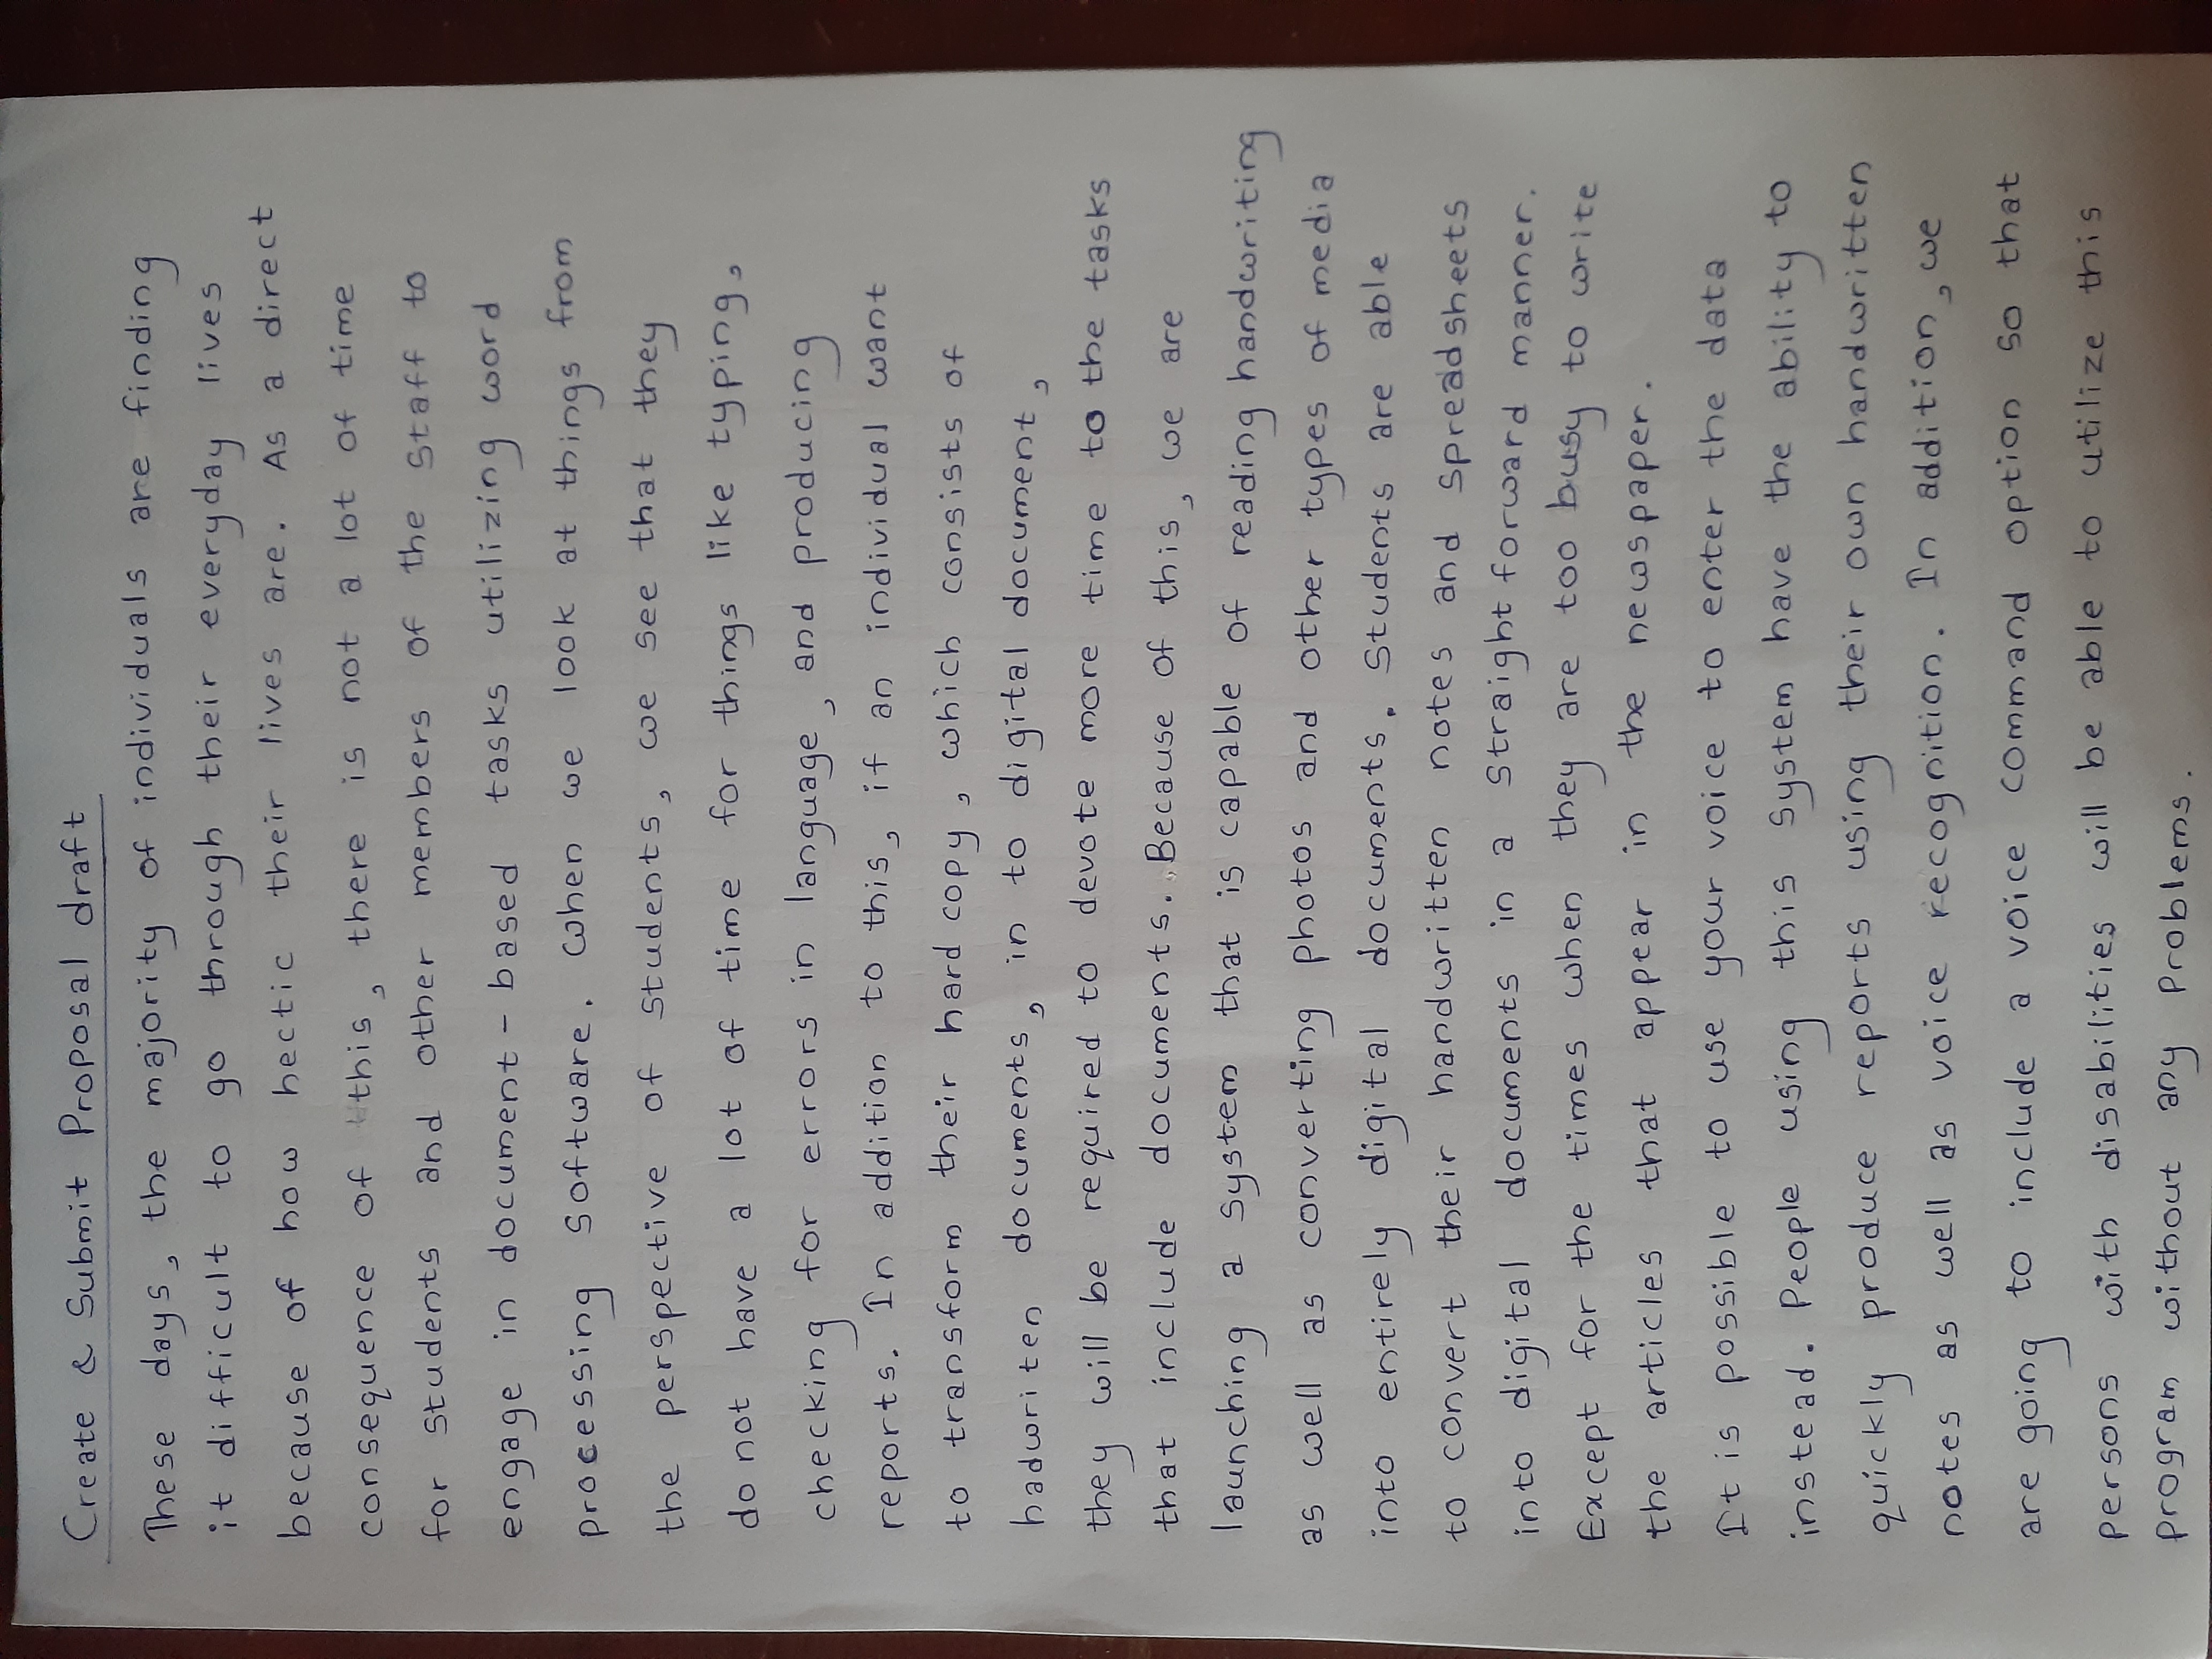 Create & Submit Proposal draft
These days, the majority of individuals are finding
it difficult to go through their everyday lives
because of how hectic their lives are. As a direct
consequence of this, there is not a lot of time
for students and other members of the staff to
engage in document-based tasks utilizing word
processing software. When we look at things from
the perspective of students, we see that they
do not have a lot of time for things like typing,
checking for errors in language, and producing
reports. In addition to this, if an individual want
to transform their hard copy, which consists of
hadwriten documents, in to digital document,
they will be required to devote more time to the tasks
that include documents. Because of this, we are
launching a system that is capable of reading handwriting
as well as converting photos and other types of media
into entirely digital documents. Students are able
to convert their handwritten notes and spreadsheets
into digital documents in a straight forward manner.
Except for the times when they are too busy to write
the articles that appear in the newspaper.
It is possible to use your voice to enter the data
instead. People using this system have the ability to
quickly produce reports using their own handwritten
notes as well as voice recognition. In addition, we
are going to include a voice command option so that
persons with disabilities will be able to utilize this
program without any problems.